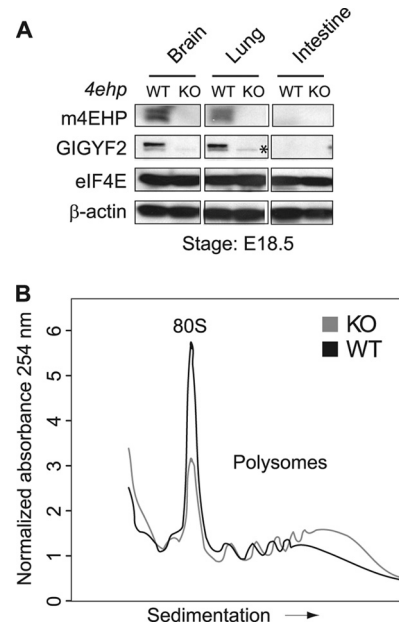 A
Brain Lung Intestine
4ehp WT KO WT KO WT KO
m4EHP
GIGYF2 *
eIF4E
β-actin
Stage: E18.5
B
Normalized absorbance 254 nm
6
5
4
3
2
1
0
80S
KO
WT
Polysomes
Sedimentation →